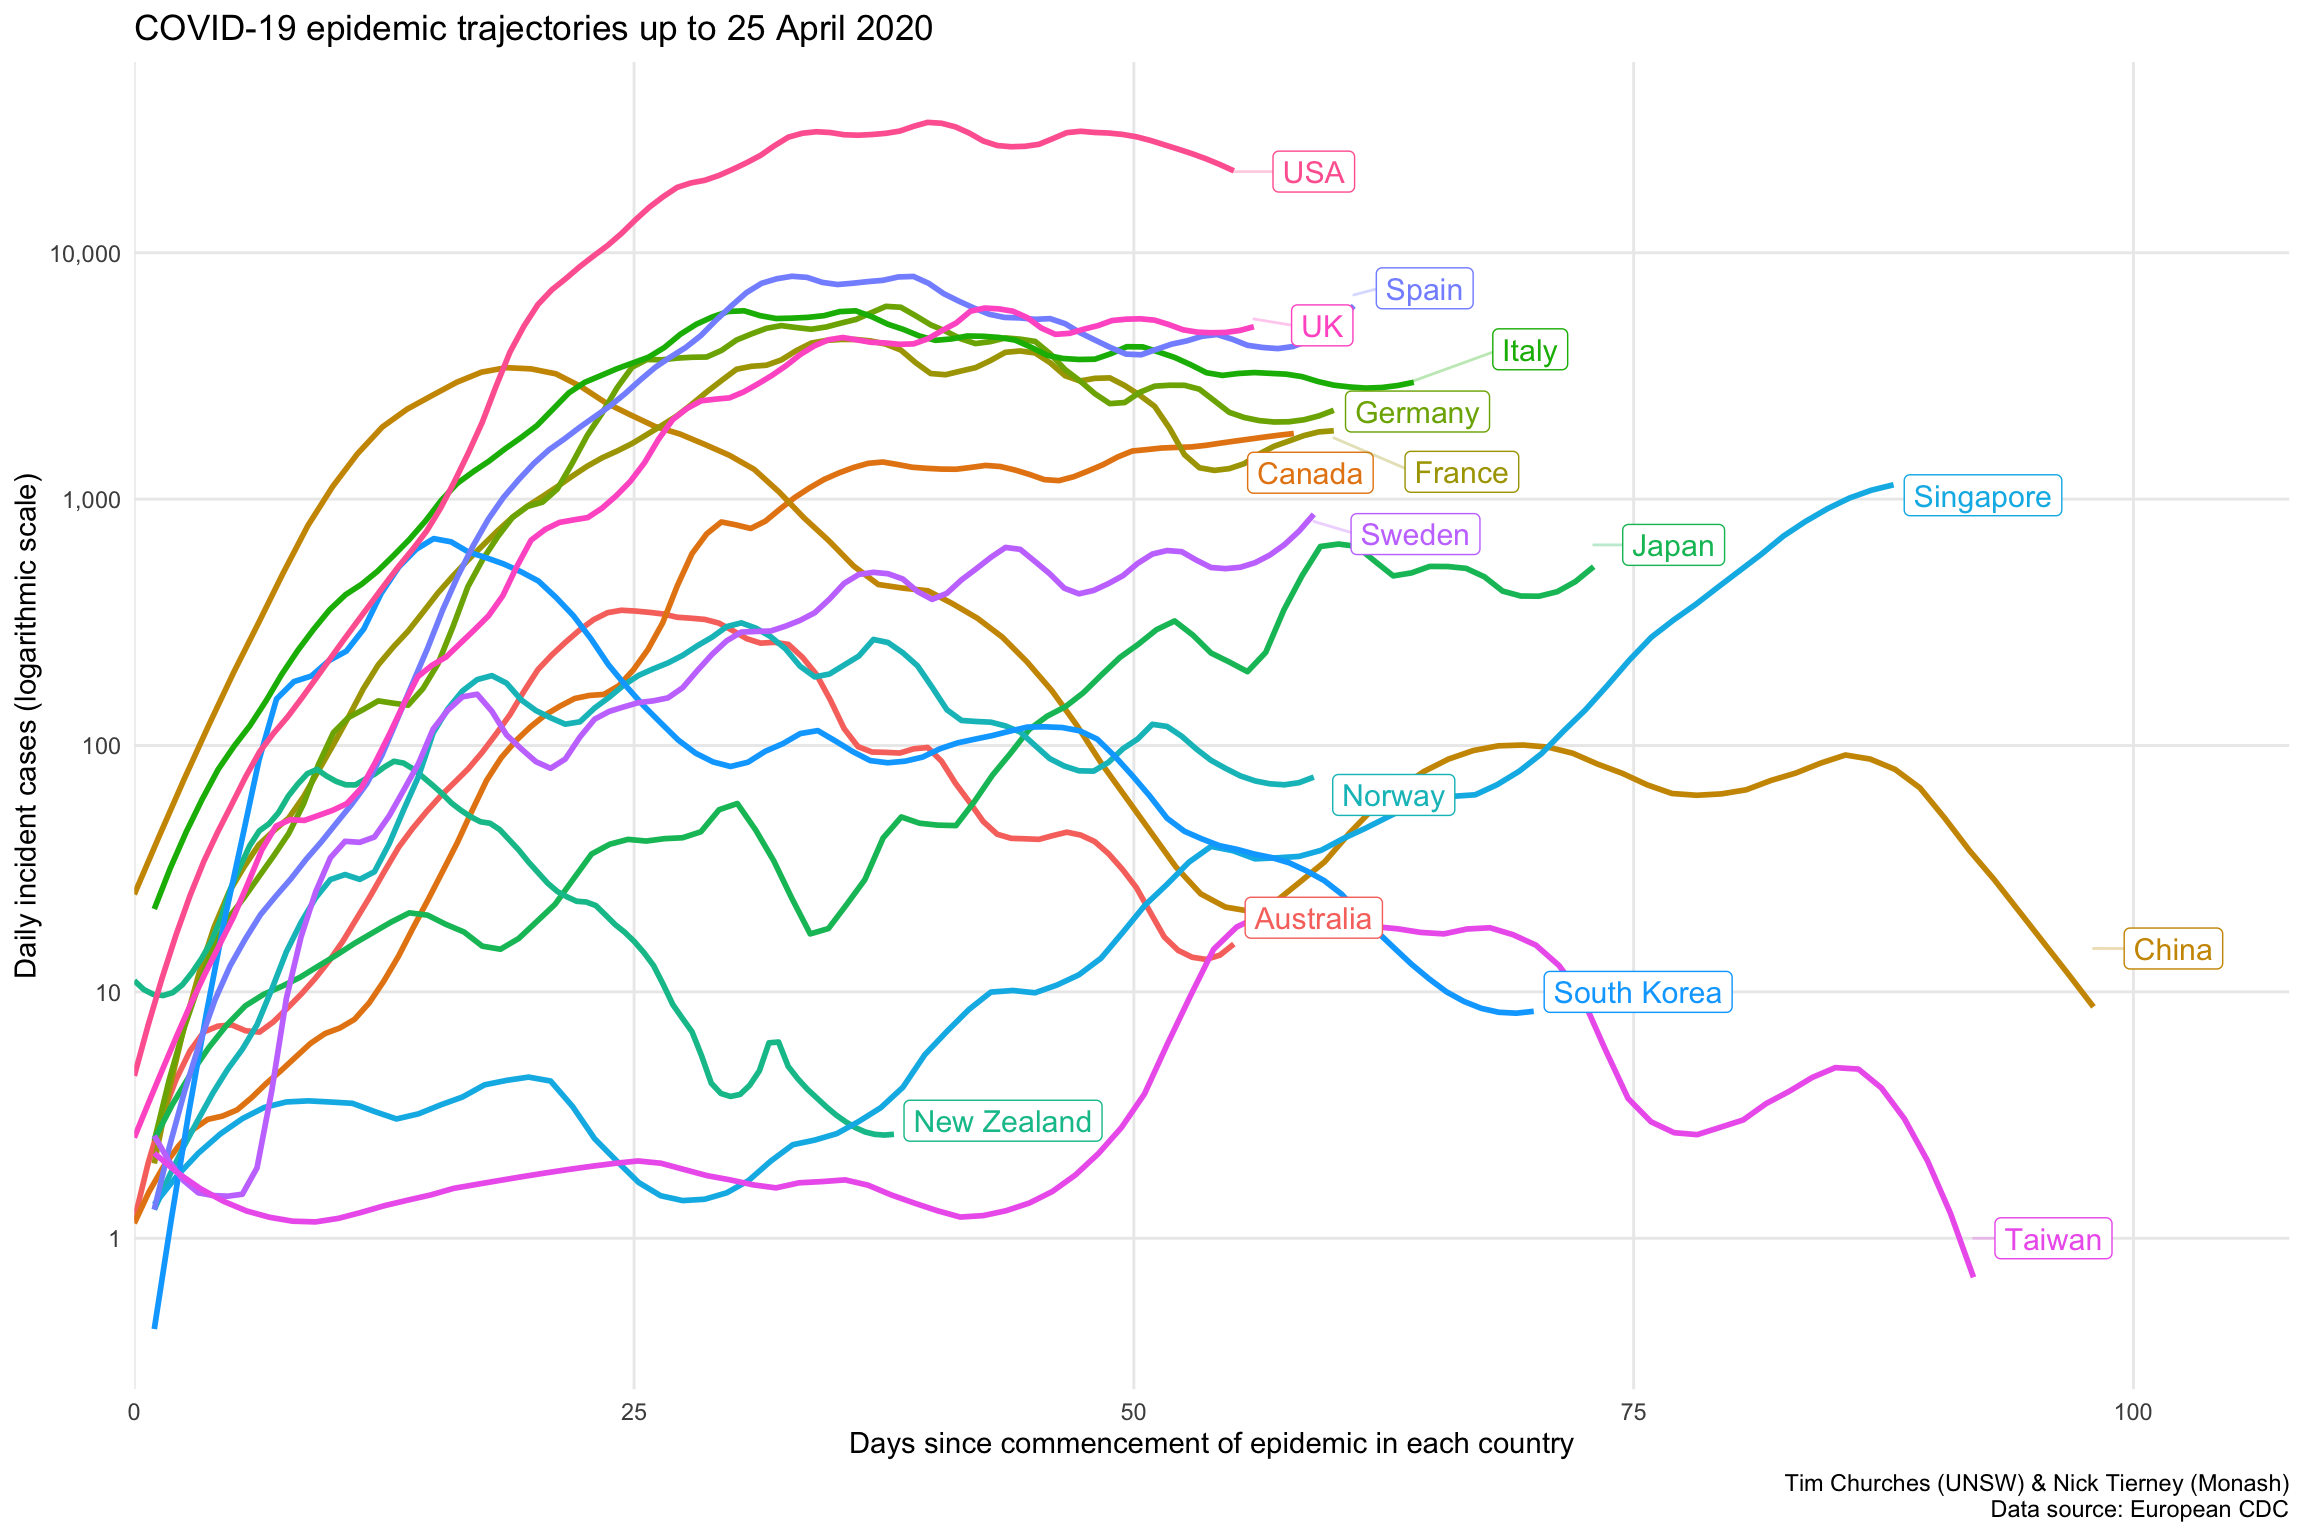 COVID-19 epidemic trajectories up to 25 April 2020
Daily incident cases (logarithmic scale)
10,000
1,000
100
10
1
USA
Spain
UK
Italy
Germany
Canada
France
Singapore
Sweden
Japan
Norway
Australia
China
South Korea
New Zealand
Taiwan
0
25
50
75
100
Days since commencement of epidemic in each country
Tim Churches (UNSW) & Nick Tierney (Monash)
Data source: European CDC